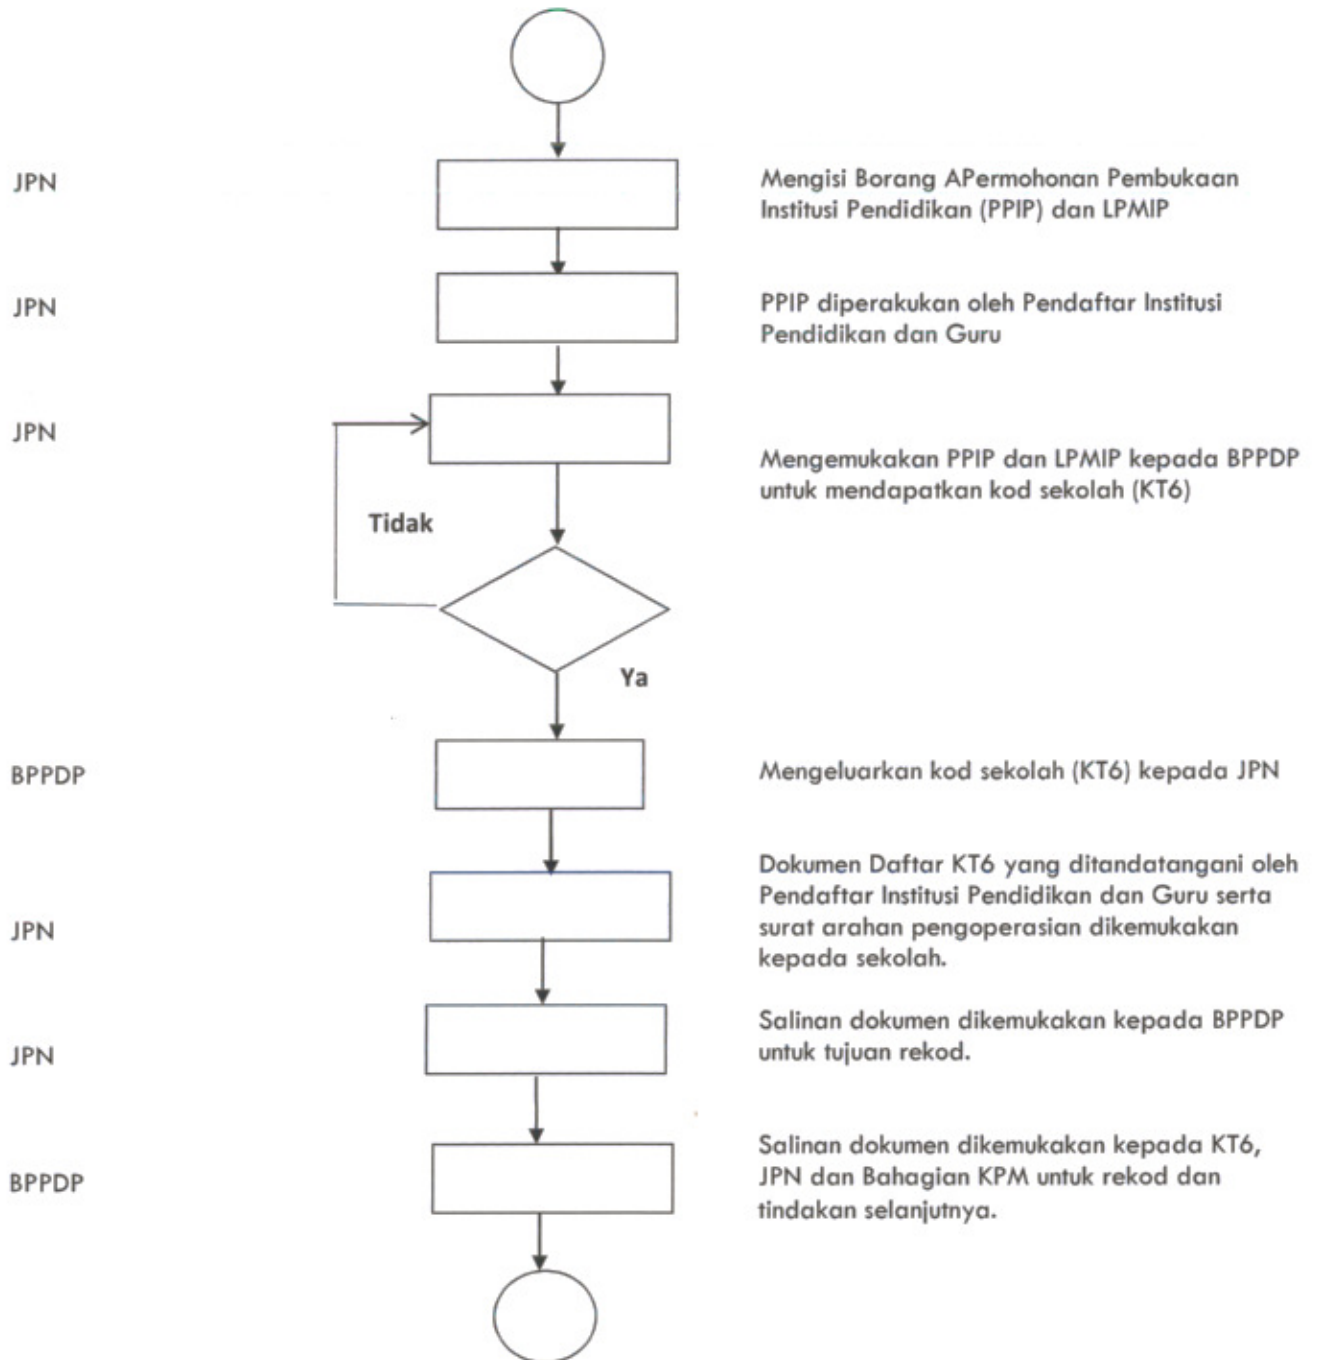 JPN
Mengisi Borang APermohonan Pembukaan
Institusi Pendidikan (PPIP) dan LPMIP
JPN
PPIP diperakukan oleh Pendaftar Institusi
Pendidikan dan Guru
JPN
Mengemukakan PPIP dan LPMIP kepada BPPDP
untuk mendapatkan kod sekolah (KT6)
Tidak
Ya
BPPDP
Mengeluarkan kod sekolah (KT6) kepada JPN
JPN
Dokumen Daftar KT6 yang ditandatangani oleh
Pendaftar Institusi Pendidikan dan Guru serta
surat arahan pengoperasian dikemukakan
kepada sekolah.
JPN
Salinan dokumen dikemukakan kepada BPPDP
untuk tujuan rekod.
BPPDP
Salinan dokumen dikemukakan kepada KT6,
JPN dan Bahagian KPM untuk rekod dan
tindakan selanjutnya.